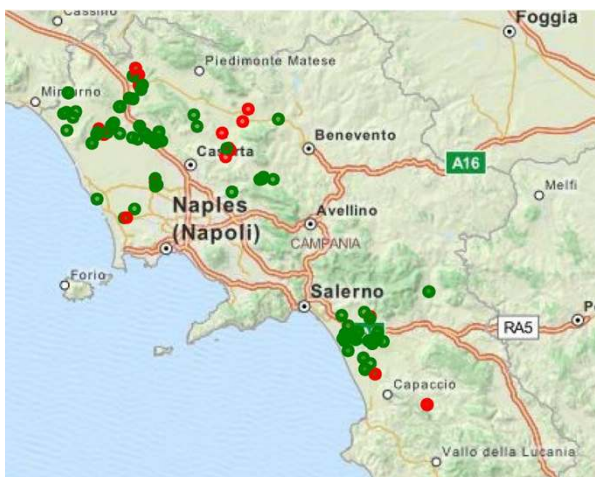 Cassino
Foggia
Piedimonte Matese
Minturno
Benevento
A16
Caserta
Melfi
Naples
(Napoli)
Avellino
CAMPANIA
Forio
Salerno
RA5
Capaccio
Vallo della Lucania